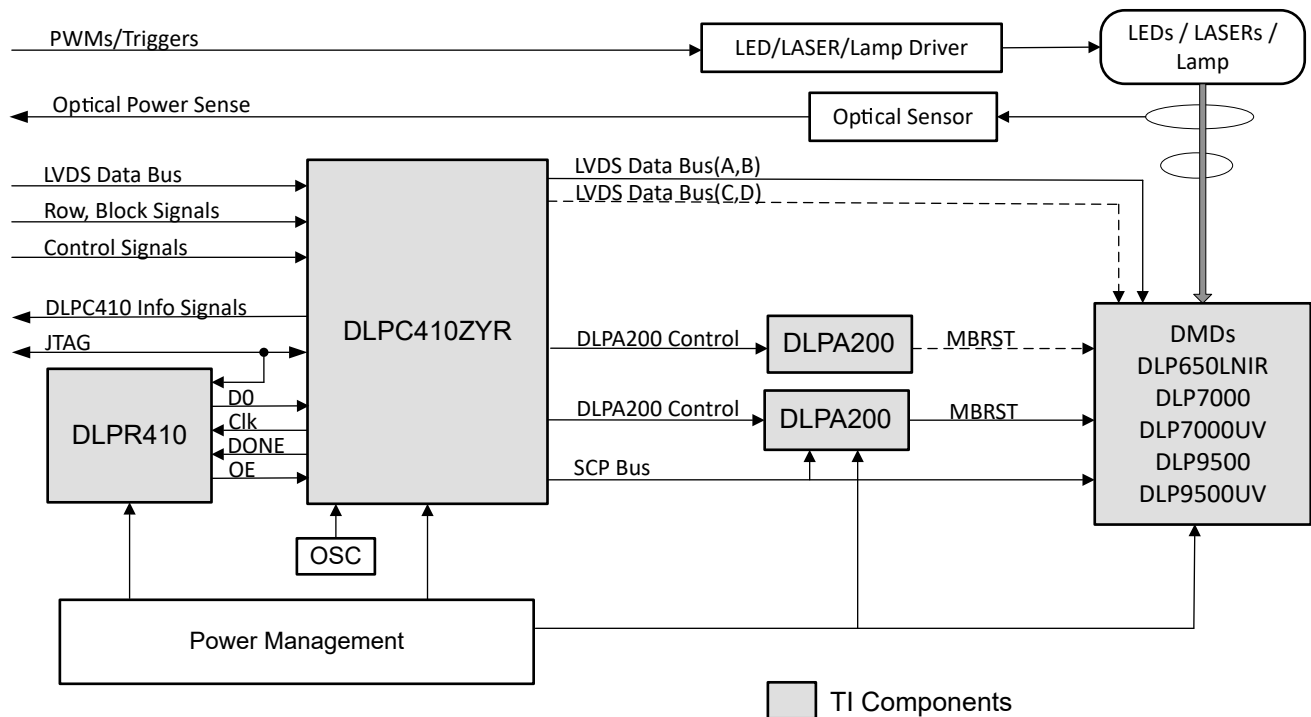 PWMs/Triggers
LED/LASER/Lamp Driver
LEDs / LASERs /
Lamp
Optical Power Sense
Optical Sensor
LVDS Data Bus
LVDS Data Bus(A,B)
LVDS Data Bus(C,D)
Row, Block Signals
Control Signals
DLPC410 Info Signals
JTAG
DLPC410ZYR
DLPA200 Control
DLPA200
MBRST
DLPA200 Control
DLPA200
MBRST
SCP Bus
DMDs
DLP650LNIR
DLP7000
DLP7000UV
DLP9500
DLP9500UV
DLPR410
D0
Clk
DONE
OE
OSC
Power Management
TI Components